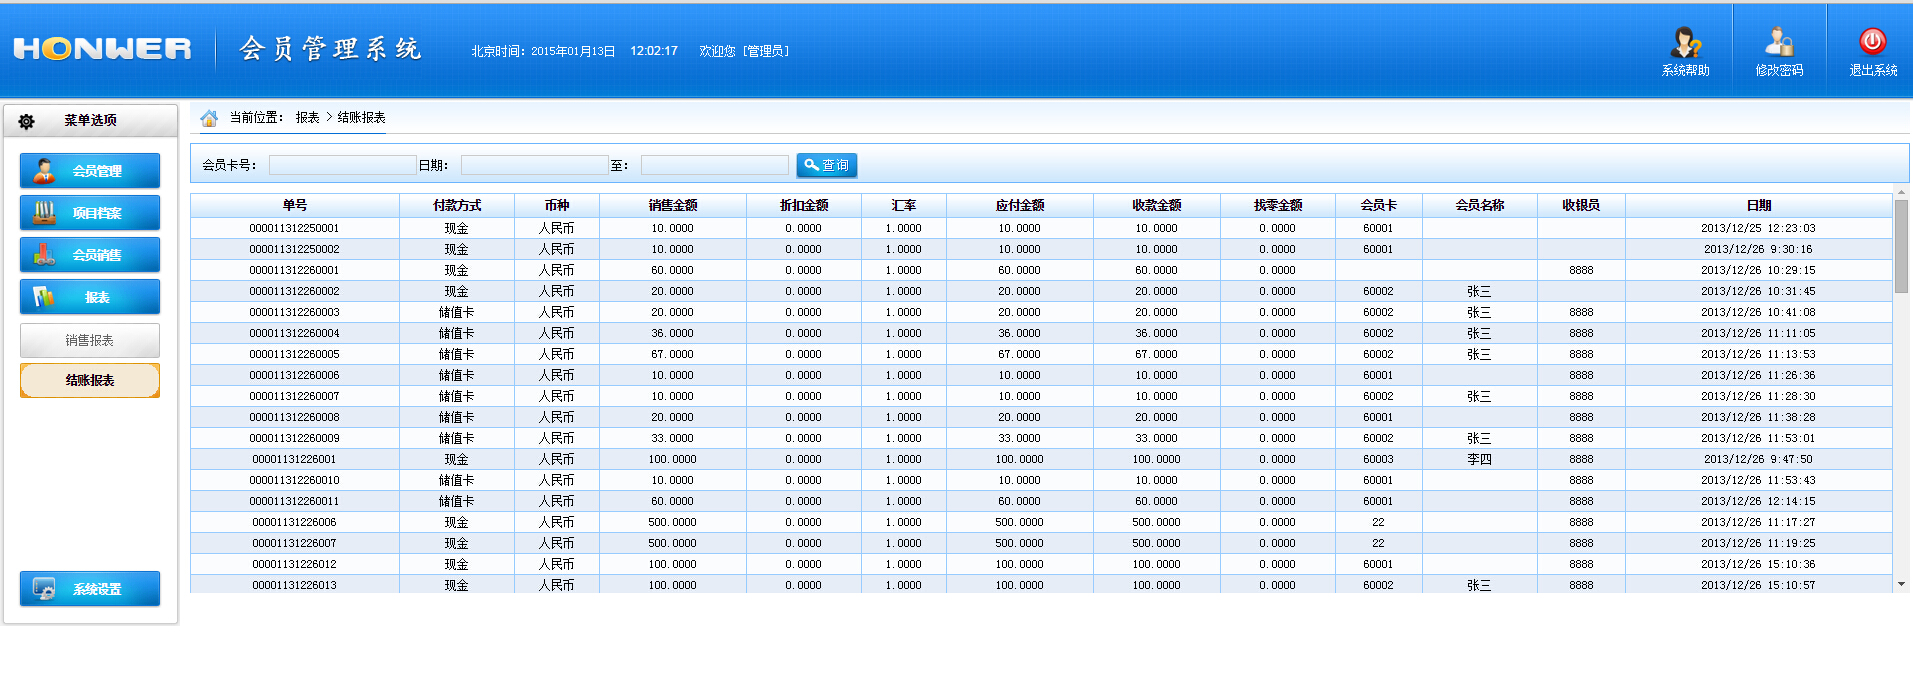 HONWER 会员管理系统 北京时间：2015年01月13日 12:02:17 欢迎您 [管理员]
系统帮助 修改密码 退出系统
菜单选项
会员管理
项目档案
会员销售
报表
销售报表
结账报表
系统设置
当前位置： 报表 > 结账报表
会员卡号： 日期： 至： 查询
单号 付款方式 币种 销售金额 折扣金额 汇率 应付金额 收款金额 找零金额 会员卡 会员名称 收银员 日期
000011312250001 现金 人民币 10.0000 0.0000 1.0000 10.0000 10.0000 0.0000 60001 2013/12/25 12:23:03
000011312250002 现金 人民币 10.0000 0.0000 1.0000 10.0000 10.0000 0.0000 60001 2013/12/26 9:30:16
000011312260001 现金 人民币 60.0000 0.0000 1.0000 60.0000 60.0000 0.0000 8888 2013/12/26 10:29:15
000011312260002 现金 人民币 20.0000 0.0000 1.0000 20.0000 20.0000 0.0000 60002 张三 2013/12/26 10:31:45
000011312260003 储值卡 人民币 20.0000 0.0000 1.0000 20.0000 20.0000 0.0000 60002 张三 8888 2013/12/26 10:41:08
000011312260004 储值卡 人民币 36.0000 0.0000 1.0000 36.0000 36.0000 0.0000 60002 张三 8888 2013/12/26 11:11:05
000011312260005 储值卡 人民币 67.0000 0.0000 1.0000 67.0000 67.0000 0.0000 60002 张三 8888 2013/12/26 11:13:53
000011312260006 储值卡 人民币 10.0000 0.0000 1.0000 10.0000 10.0000 0.0000 60001 8888 2013/12/26 11:26:36
000011312260007 储值卡 人民币 10.0000 0.0000 1.0000 10.0000 10.0000 0.0000 60002 张三 8888 2013/12/26 11:28:30
000011312260008 储值卡 人民币 20.0000 0.0000 1.0000 20.0000 20.0000 0.0000 60001 8888 2013/12/26 11:38:28
000011312260009 储值卡 人民币 33.0000 0.0000 1.0000 33.0000 33.0000 0.0000 60002 张三 8888 2013/12/26 11:53:01
00001131226001 现金 人民币 100.0000 0.0000 1.0000 100.0000 100.0000 0.0000 60003 李四 8888 2013/12/26 9:47:50
000011312260010 储值卡 人民币 10.0000 0.0000 1.0000 10.0000 10.0000 0.0000 60001 8888 2013/12/26 11:53:43
000011312260011 储值卡 人民币 60.0000 0.0000 1.0000 60.0000 60.0000 0.0000 60001 8888 2013/12/26 12:14:15
00001131226006 现金 人民币 500.0000 0.0000 1.0000 500.0000 500.0000 0.0000 22 8888 2013/12/26 11:17:27
00001131226007 现金 人民币 500.0000 0.0000 1.0000 500.0000 500.0000 0.0000 22 8888 2013/12/26 11:19:25
00001131226012 现金 人民币 100.0000 0.0000 1.0000 100.0000 100.0000 0.0000 60001 8888 2013/12/26 15:10:36
00001131226013 现金 人民币 100.0000 0.0000 1.0000 100.0000 100.0000 0.0000 60002 张三 8888 2013/12/26 15:10:57